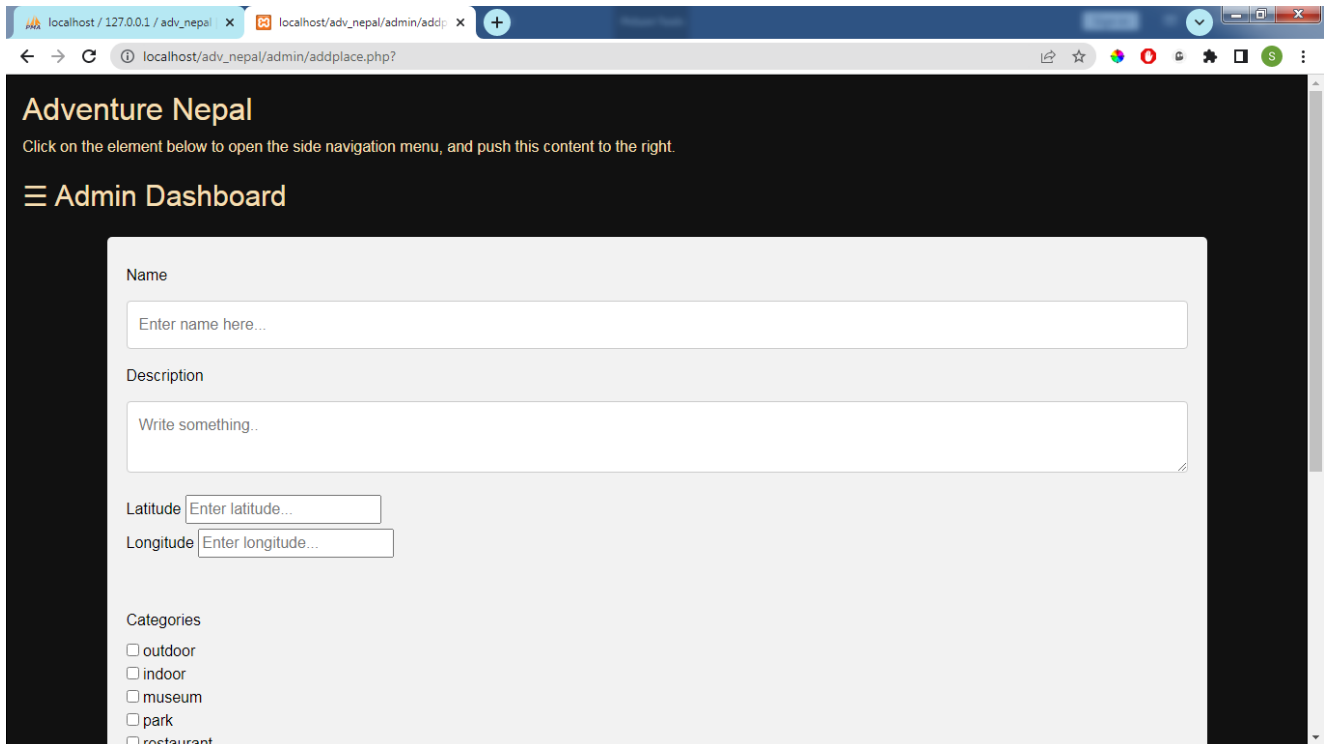 localhost / 127.0.0.1 / adv_nepal
localhost/adv_nepal/admin/addp
localhost/adv_nepal/admin/addplace.php?
S
Adventure Nepal
Click on the element below to open the side navigation menu, and push this content to the right.
☰ Admin Dashboard
Name
Enter name here...
Description
Write something..
Latitude Enter latitude...
Longitude Enter longitude...
Categories
outdoor
indoor
museum
park
restaurant